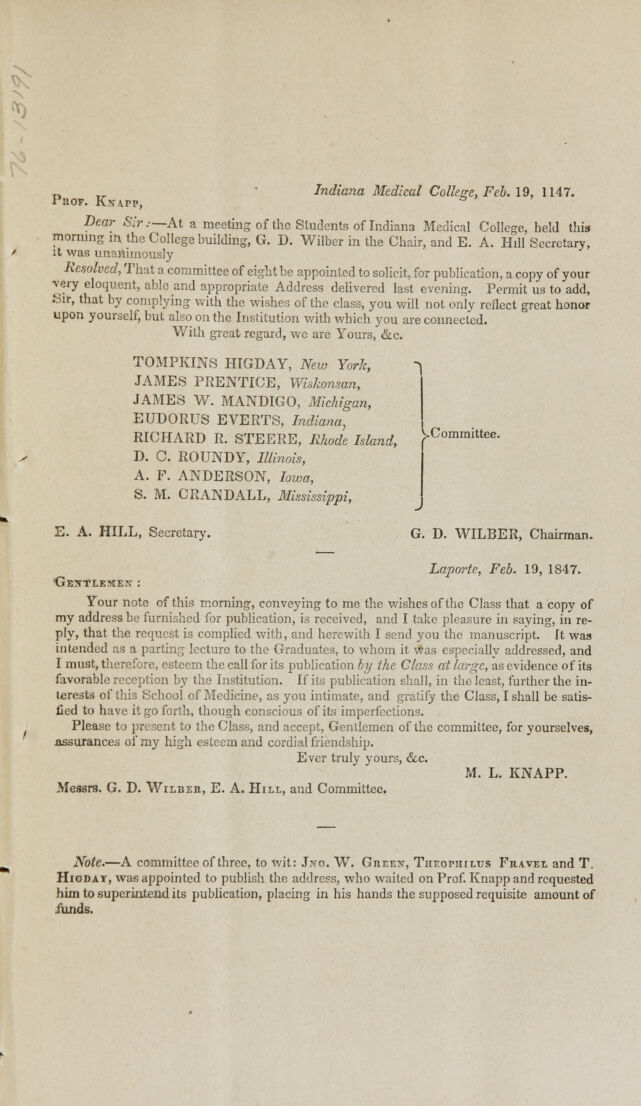 76-13191
Indiana Medical College, Feb. 19, 1147.
PROF. KNAPP,
Dear Sir:—At a meeting of the Students of Indiana Medical College, held this
morning in the College building, G. D. Wilber in the Chair, and E. A. Hill Secretary,
it was unanimously
Resolved, That a committee of eight be appointed to solicit, for publication, a copy of your
very eloquent, able and appropriate Address delivered last evening. Permit us to add,
Sir, that by complying with the wishes of the class, you will not only reflect great honor
upon yourself, but also on the Institution with which you are connected.
With great regard, we are Yours, &c.
TOMPKINS HIGDAY, New York,
JAMES PRENTICE, Wiskonsan,
JAMES W. MANDIGO, Michigan,
EUDORUS EVERTS, Indiana,
RICHARD R. STEERE, Rhode Island,
D. C. ROUNDY, Illinois,
A. F. ANDERSON, Iowa,
S. M. CRANDALL, Mississippi,
Committee.
E. A. HILL, Secretary. G. D. WILBER, Chairman.
Laporte, Feb. 19, 1847.
GENTLEMEN:
Your note of this morning, conveying to me the wishes of the Class that a copy of
my address be furnished for publication, is received, and I take pleasure in saying, in re-
ply, that the request is complied with, and herewith I send you the manuscript. It was
intended as a parting lecture to the Graduates, to whom it was especially addressed, and
I must, therefore, esteem the call for its publication by the Class at large, as evidence of its
favorable reception by the Institution. If its publication shall, in the least, further the in-
terests of this School of Medicine, as you intimate, and gratify the Class, I shall be satis-
fied to have it go forth, though conscious of its imperfections.
Please to present to the Class, and accept, Gentlemen of the committee, for yourselves,
assurances of my high esteem and cordial friendship.
Ever truly yours, &c.
M. L. KNAPP.
Messrs. G. D. WILBER, E. A. HILL, and Committee.
Note.—A committee of three, to wit: JNO. W. GREEN, THEOPHILUS FRAVEL and T.
HIGDAY, was appointed to publish the address, who waited on Prof. Knapp and requested
him to superintend its publication, placing in his hands the supposed requisite amount of
funds.